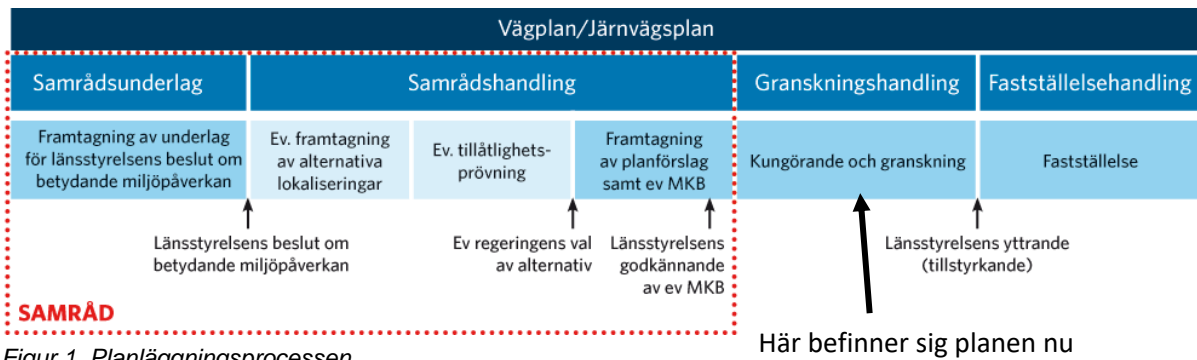 Vägplan/Järnvägsplan
Samrådsunderlag
Samrådshandling
Granskningshandling
Fastställelsehandling
Framtagning av underlag
för länsstyrelsens beslut om
betydande miljöpåverkan
Ev. framtagning
av alternativa
lokaliseringar
Ev. tillåtlighets-
prövning
Framtagning
av planförslag
samt ev MKB
Kungörande och granskning
Fastställelse
Länsstyrelsens beslut om
betydande miljöpåverkan
Ev regeringens val
av alternativ
Länsstyrelsens
godkännande
av ev MKB
Länsstyrelsens yttrande
(tillstyrkande)
SAMRÅD
Här befinner sig planen nu
Figur 1. Planläggningsprocessen